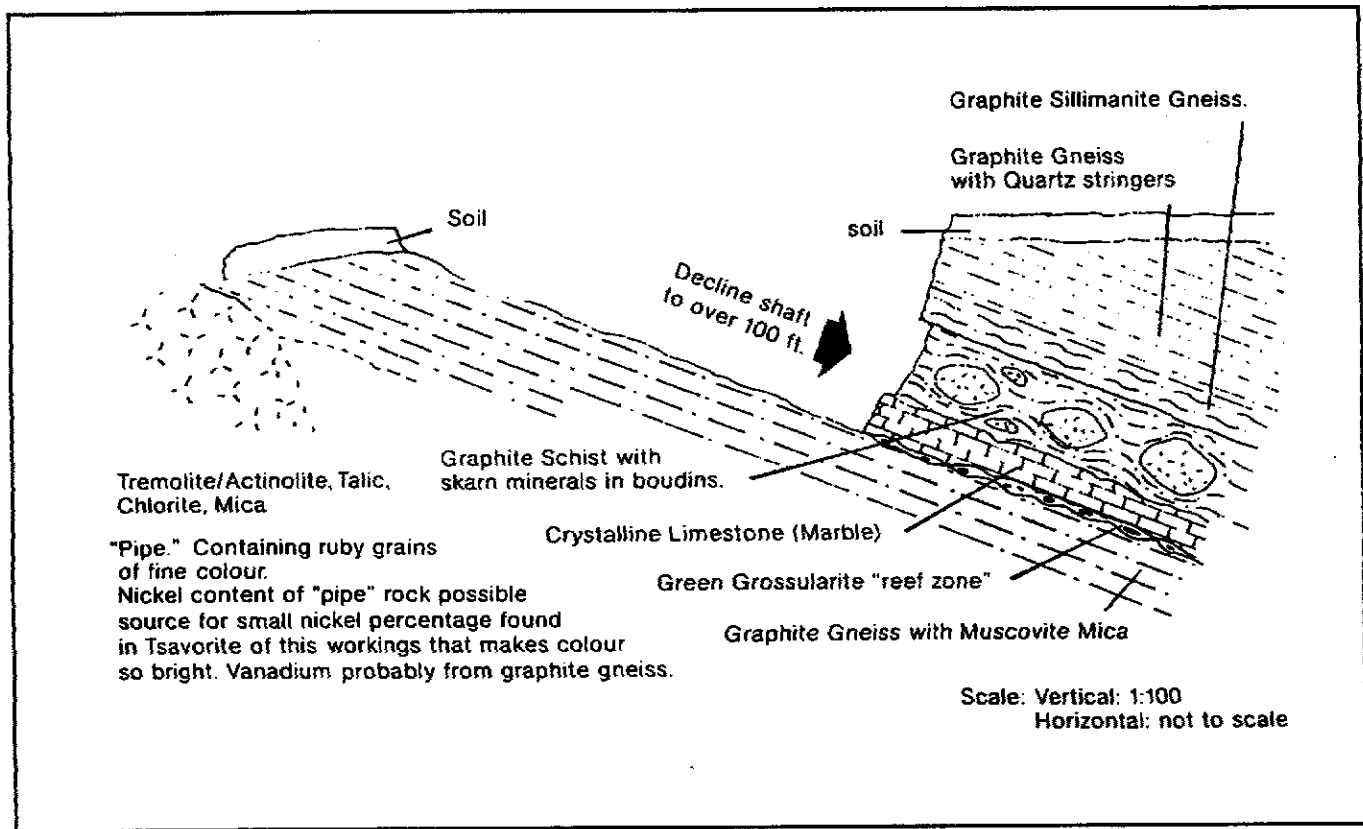 Graphite Sillimanite Gneiss.
Graphite Gneiss
with Quartz stringers
Soil
soil
Decline shaft
to over 100 ft.
Graphite Schist with
skarn minerals in boudins.
Tremolite/Actinolite, Talic,
Chlorite, Mica
Crystalline Limestone (Marble)
"Pipe." Containing ruby grains
of fine colour.
Nickel content of "pipe" rock possible
source for small nickel percentage found
in Tsavorite of this workings that makes colour
so bright. Vanadium probably from graphite gneiss.
Green Grossularite "reef zone"
Graphite Gneiss with Muscovite Mica
Scale: Vertical: 1:100
Horizontal: not to scale